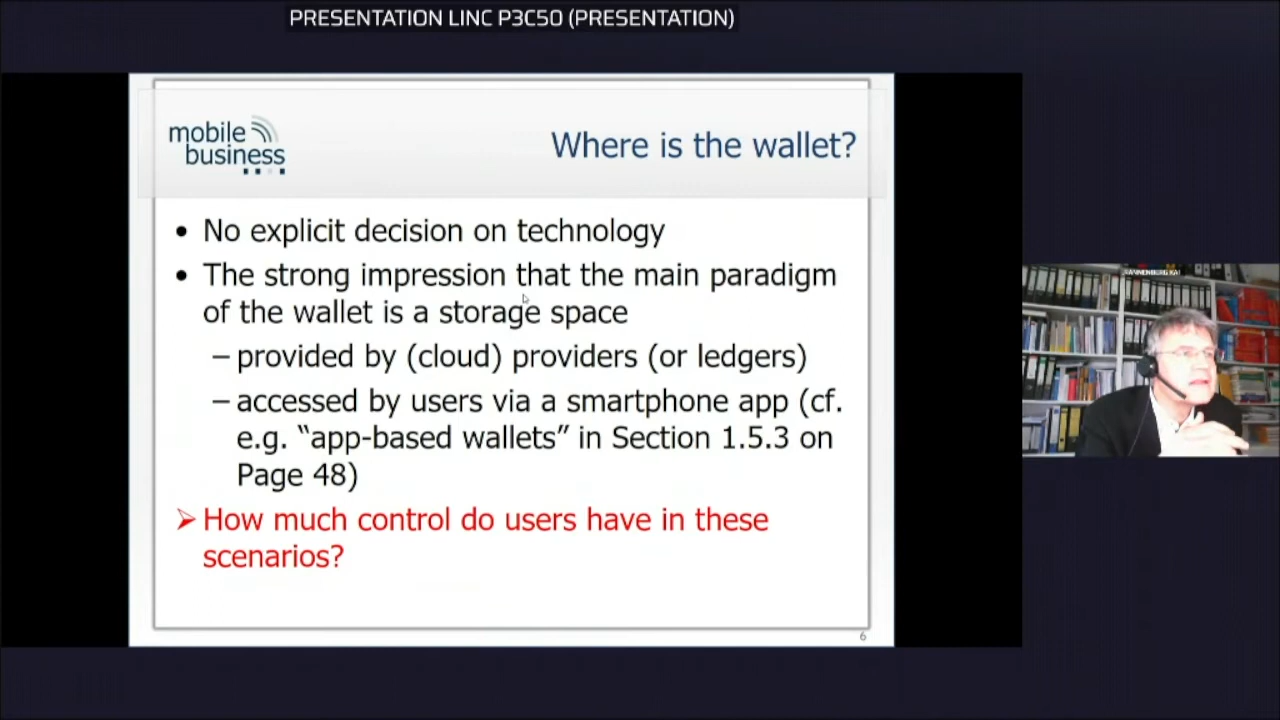 PRESENTATION LINC P3C50 (PRESENTATION)
mobile
business
Where is the wallet?
• No explicit decision on technology
• The strong impression that the main paradigm
of the wallet is a storage space
– provided by (cloud) providers (or ledgers)
– accessed by users via a smartphone app (cf.
e.g. “app-based wallets” in Section 1.5.3 on
Page 48)
➢ How much control do users have in these
scenarios?
6
RANNENBERG KAI